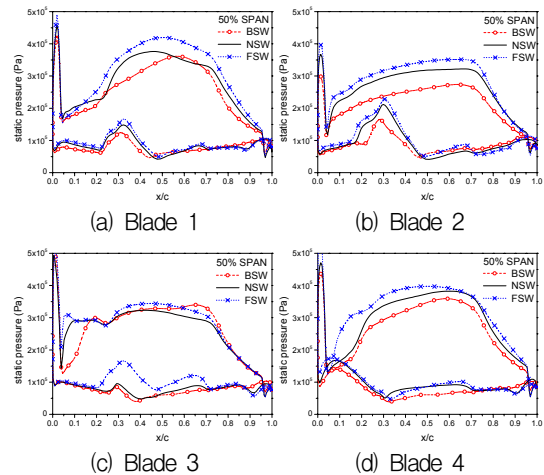 (a) Blade 1
50% SPAN
BSW
NSW
FSW
static pressure (Pa)
5x10⁵
4x10⁵
3x10⁵
2x10⁵
1x10⁵
0
0.0 0.1 0.2 0.3 0.4 0.5 0.6 0.7 0.8 0.9 1.0
x/c
(b) Blade 2
50% SPAN
BSW
NSW
FSW
static pressure (Pa)
5x10⁵
4x10⁵
3x10⁵
2x10⁵
1x10⁵
0
0.0 0.1 0.2 0.3 0.4 0.5 0.6 0.7 0.8 0.9 1.0
x/c
(c) Blade 3
50% SPAN
BSW
NSW
FSW
static pressure (Pa)
5x10⁵
4x10⁵
3x10⁵
2x10⁵
1x10⁵
0
0.0 0.1 0.2 0.3 0.4 0.5 0.6 0.7 0.8 0.9 1.0
x/c
(d) Blade 4
50% SPAN
BSW
NSW
FSW
static pressure (Pa)
5x10⁵
4x10⁵
3x10⁵
2x10⁵
1x10⁵
0
0.0 0.1 0.2 0.3 0.4 0.5 0.6 0.7 0.8 0.9 1.0
x/c